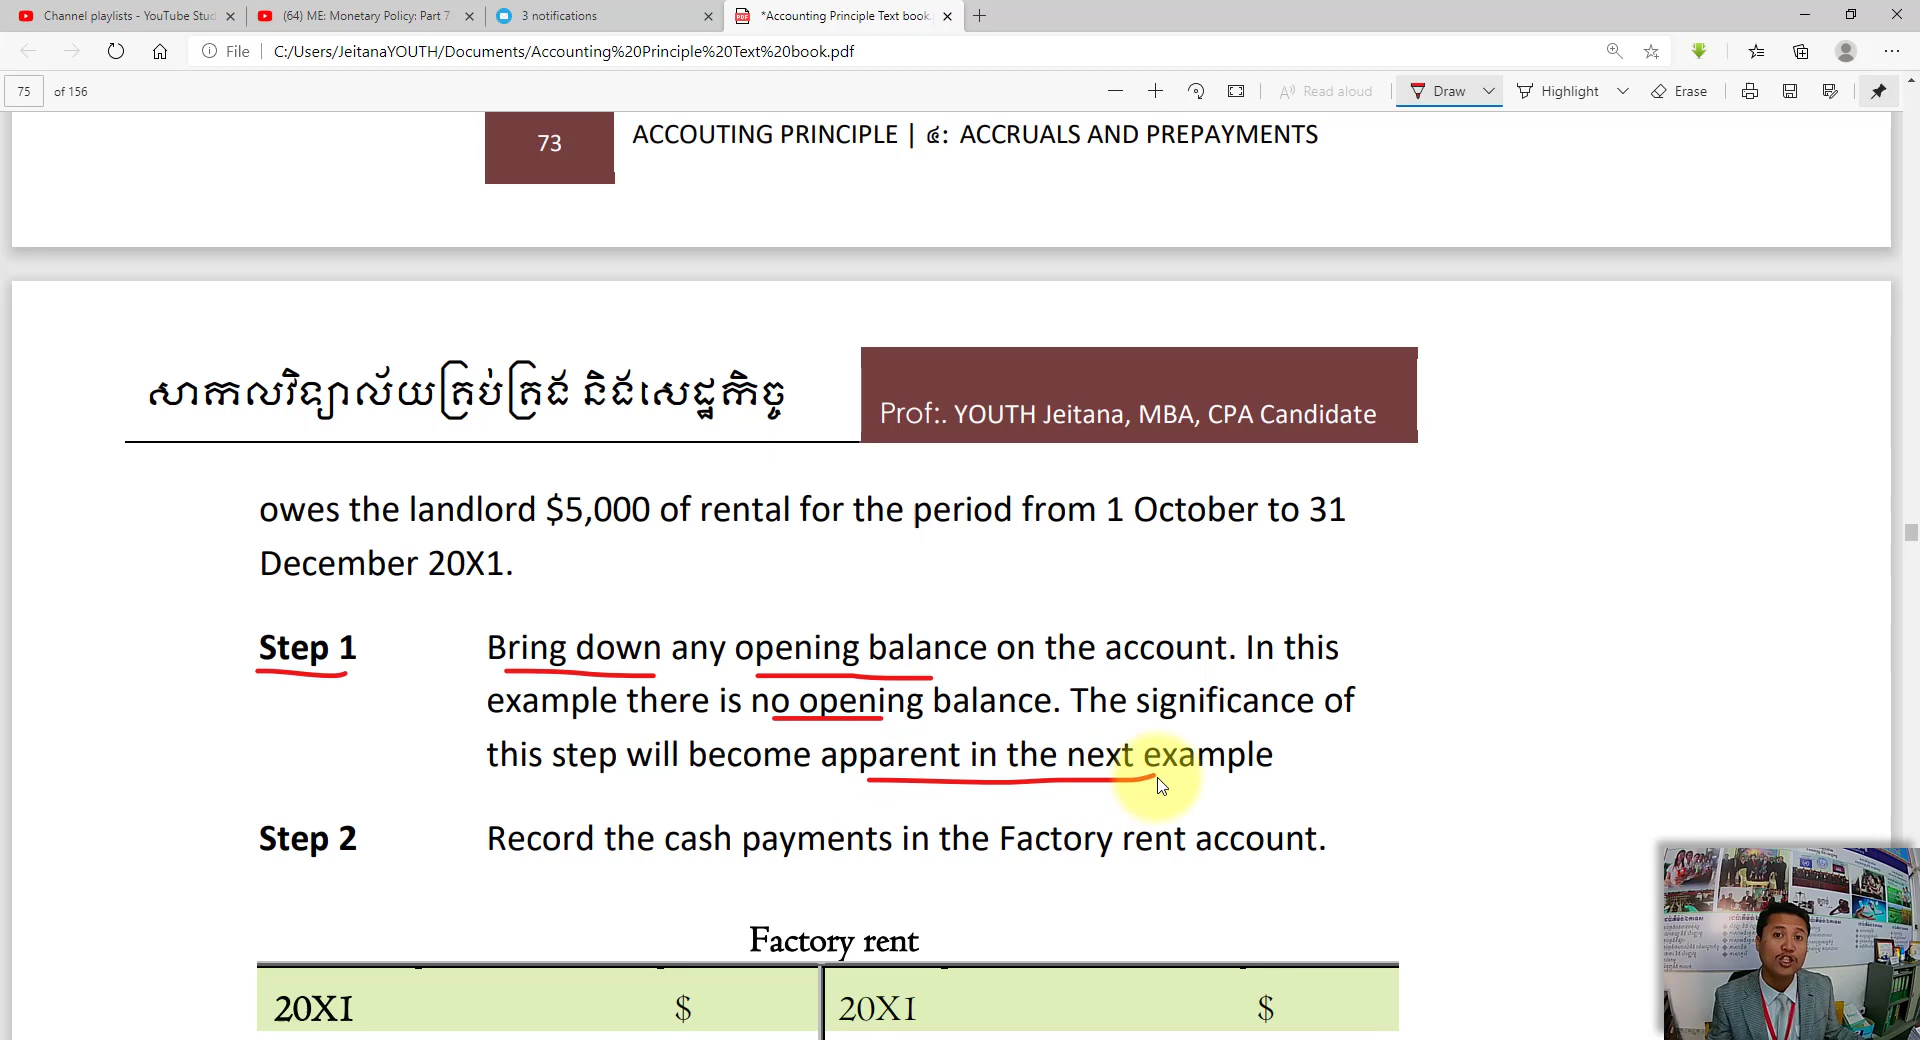 Channel playlists - YouTube Stud
(64) ME: Monetary Policy: Part 7
3 notifications
*Accounting Principle Text book.
File
C:/Users/JeitanaYOUTH/Documents/Accounting%20Principle%20Text%20book.pdf
75 of 156
Read aloud
Draw
Highlight
Erase
73
ACCOUTING PRINCIPLE | ៤: ACCRUALS AND PREPAYMENTS
សាកលវិទ្យាល័យគ្រប់គ្រង និងសេដ្ឋកិច្ច
Prof:. YOUTH Jeitana, MBA, CPA Candidate
owes the landlord $5,000 of rental for the period from 1 October to 31
December 20X1.
Step 1 Bring down any opening balance on the account. In this
example there is no opening balance. The significance of
this step will become apparent in the next example
Step 2 Record the cash payments in the Factory rent account.
Factory rent
20X1 $ 20X1 $